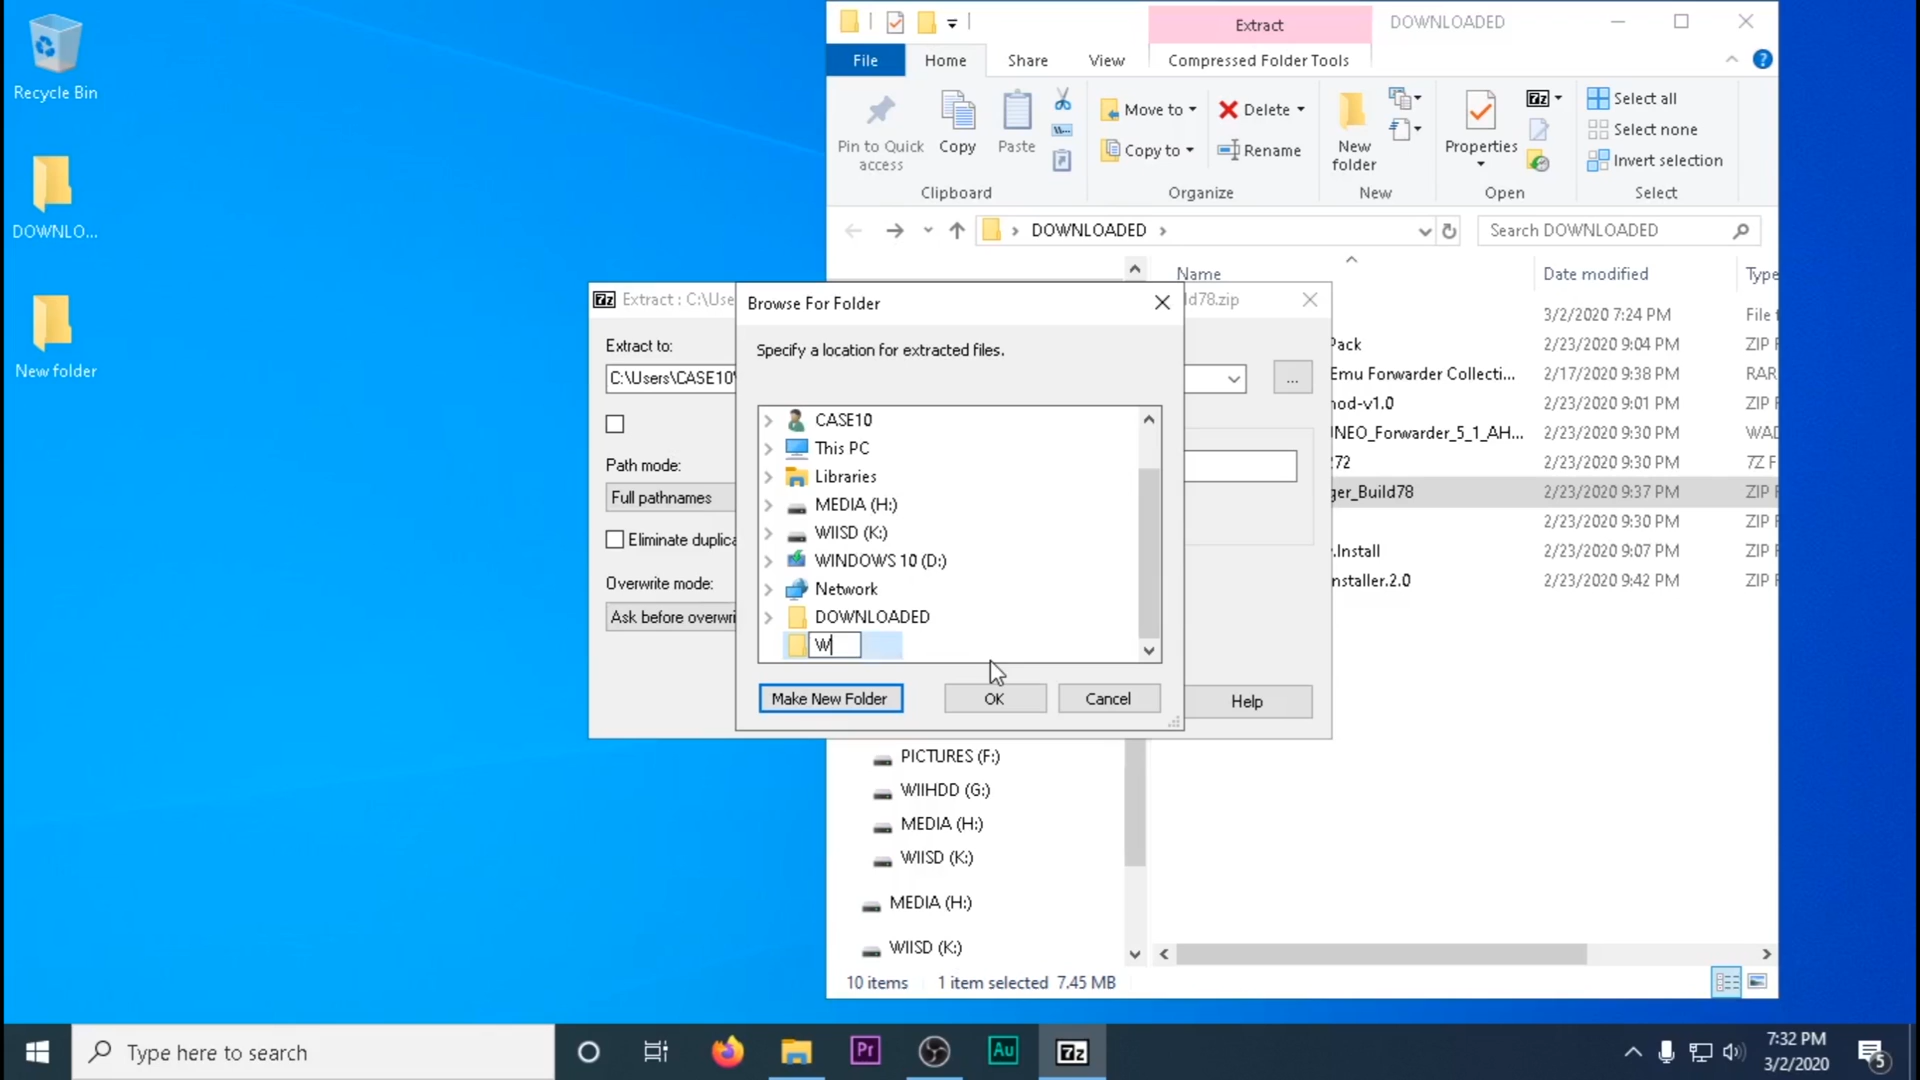 Recycle Bin
DOWNLO...
New folder
Extract
DOWNLOADED
File
Home
Share
View
Compressed Folder Tools
Pin to Quick
access
Copy
Paste
Clipboard
Move to
Copy to
Delete
Rename
Organize
New
folder
New
Properties
Open
Select all
Select none
Invert selection
Select
DOWNLOADED
Search DOWNLOADED
Name
Date modified
Type
3/2/2020 7:24 PM
File
Pack
2/23/2020 9:04 PM
ZIP
Emu Forwarder Collecti...
2/17/2020 9:38 PM
RAR
nod-v1.0
2/23/2020 9:01 PM
ZIP
NEO_Forwarder_5_1_AH...
2/23/2020 9:30 PM
WAD
272
2/23/2020 9:30 PM
7Z F
ger_Build78
2/23/2020 9:37 PM
ZIP
2/23/2020 9:30 PM
ZIP
.Install
2/23/2020 9:07 PM
ZIP
nstaller.2.0
2/23/2020 9:42 PM
ZIP
7z
Extract : C:\Use
ld78.zip
Extract to:
C:\Users\CASE10\
...
Path mode:
Full pathnames
Eliminate duplica
Overwrite mode:
Ask before overwri
Help
Browse For Folder
Specify a location for extracted files.
CASE10
This PC
Libraries
MEDIA (H:)
WIISD (K:)
WINDOWS 10 (D:)
Network
DOWNLOADED
W
Make New Folder
OK
Cancel
PICTURES (F:)
WIIHDD (G:)
MEDIA (H:)
WIISD (K:)
MEDIA (H:)
WIISD (K:)
10 items
1 item selected 7.45 MB
Type here to search
Pr
Au
7z
7:32 PM
3/2/2020
5